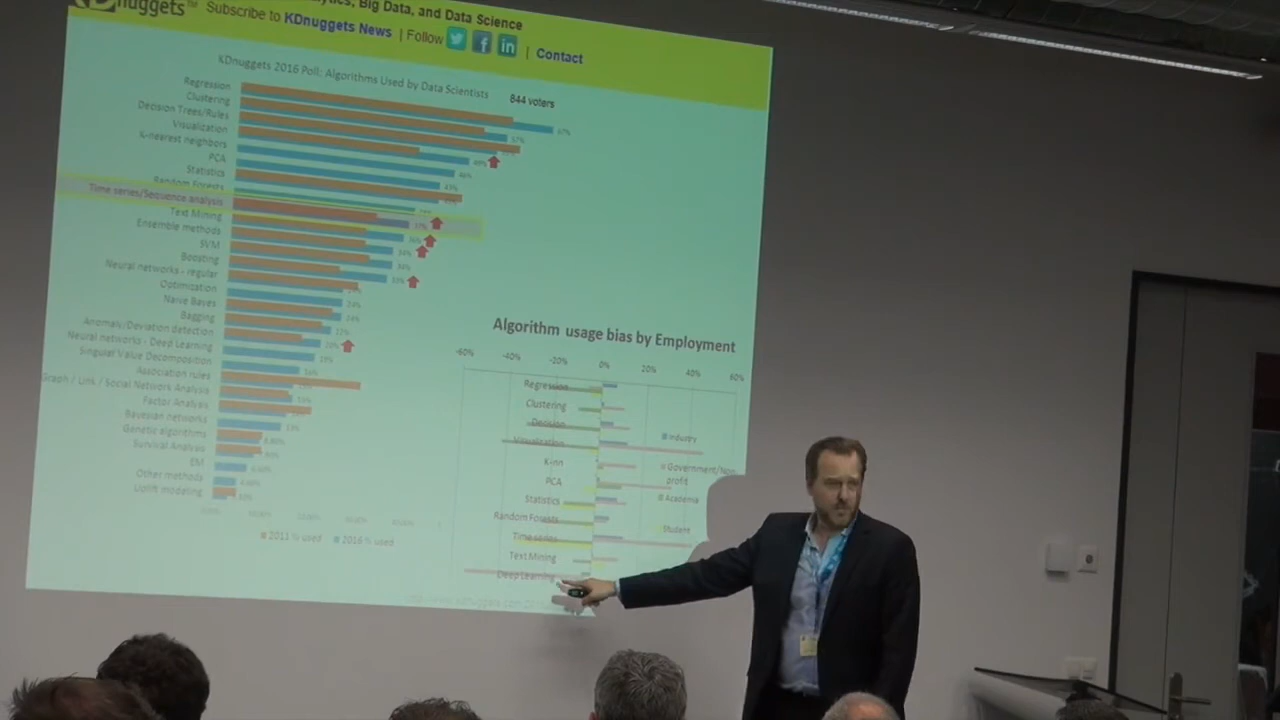 nuggets™
Analytics, Big Data, and Data Science
Subscribe to KDnuggets News | Follow | Contact
KDnuggets 2016 Poll: Algorithms Used by Data Scientists
844 voters
Regression
Clustering
Decision Trees/Rules
Visualization
K-nearest neighbors
PCA
Statistics
Random Forests
Time series/Sequence analysis
Text Mining
Ensemble methods
SVM
Boosting
Neural networks - regular
Optimization
Naive Bayes
Bagging
Anomaly/Deviation detection
Neural networks - Deep Learning
Singular Value Decomposition
Association rules
Graph / Link / Social Network Analysis
Factor Analysis
Bayesian networks
Genetic algorithms
Survival Analysis
EM
Other methods
Uplift modeling
67%
57%
2011 % used
2016 % used
Algorithm usage bias by Employment
-60% -40% -20% 0% 20% 40% 60%
Regression
Clustering
Decision
Visualization
K-nn
PCA
Statistics
Random Forests
Time series
Text Mining
Deep Learning
Industry
Government/Non-
profit
Academia
Student